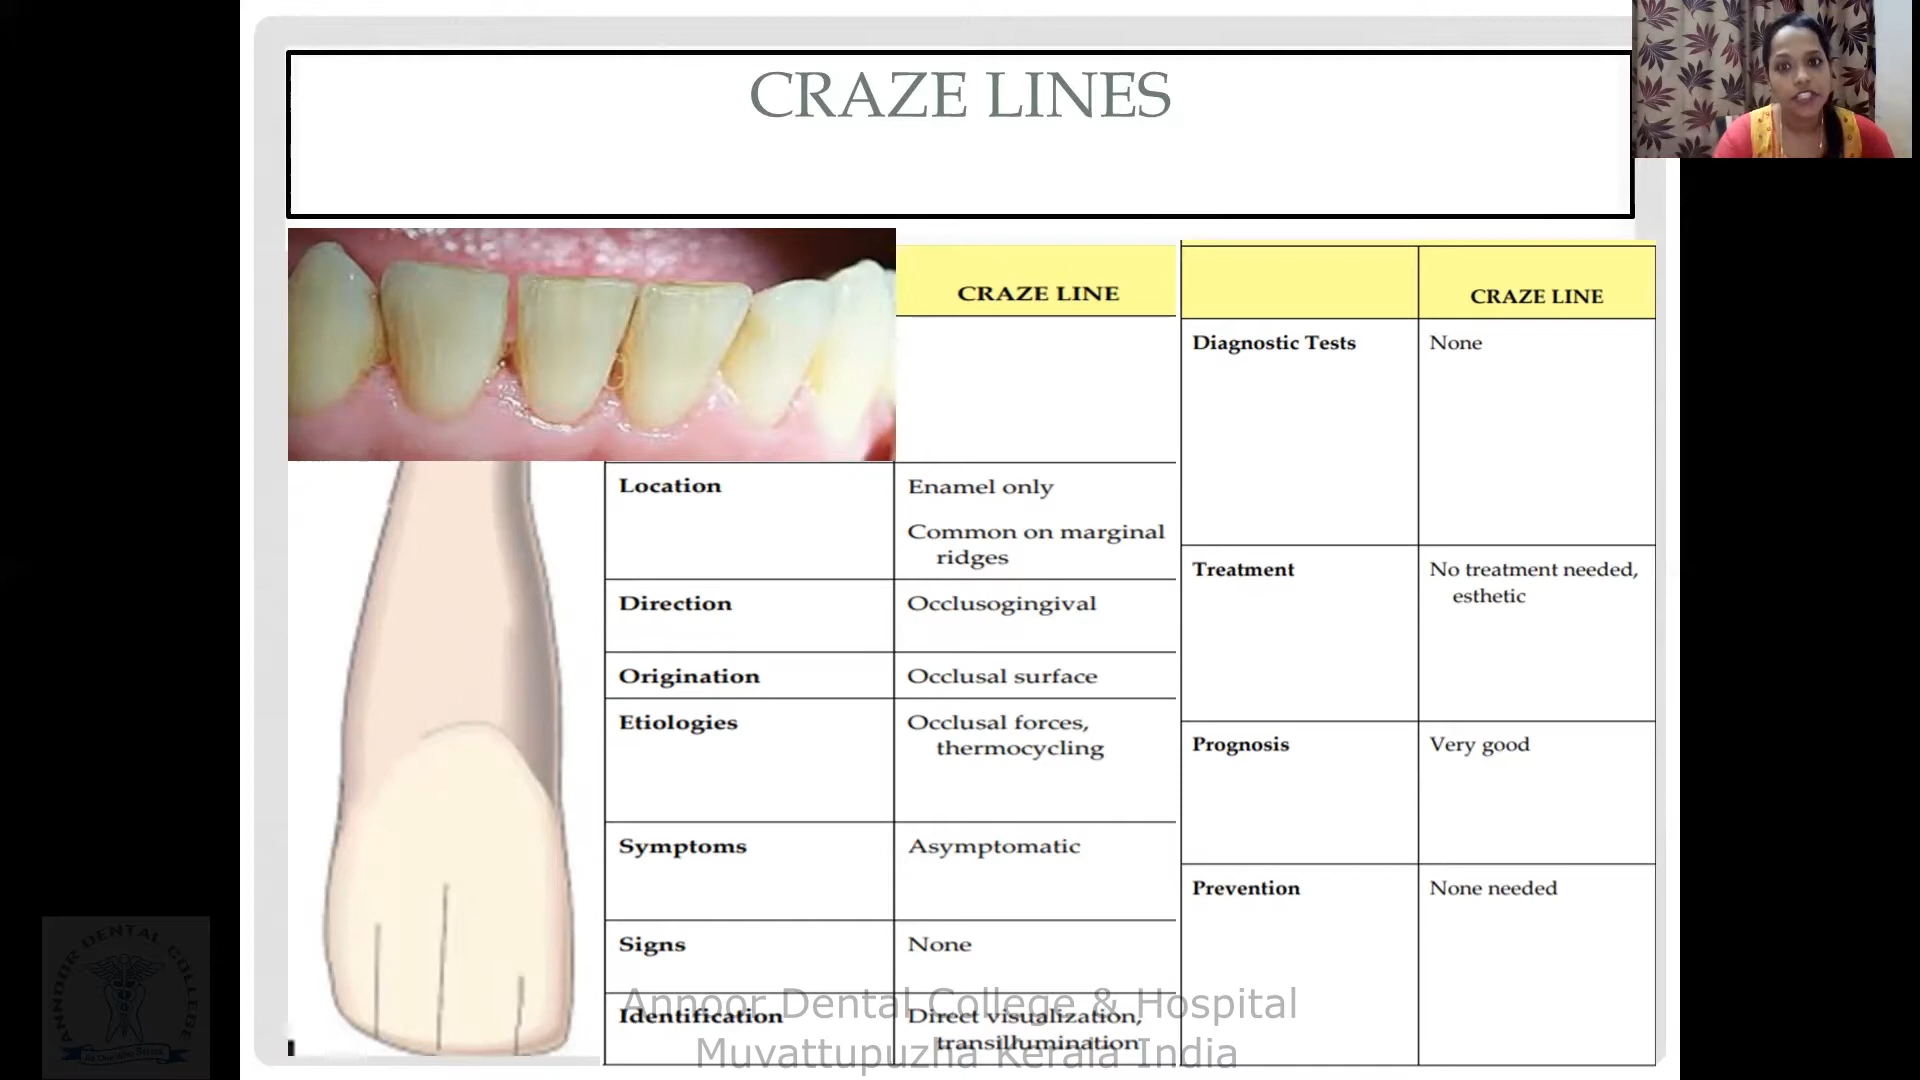 CRAZE LINES
CRAZE LINE
Location
Enamel only
Common on marginal
ridges
Direction
Occlusogingival
Origination
Occlusal surface
Etiologies
Occlusal forces,
thermocycling
Symptoms
Asymptomatic
Signs
None
Identification
Direct visualization,
transillumination
CRAZE LINE
Diagnostic Tests
None
Treatment
No treatment needed,
esthetic
Prognosis
Very good
Prevention
None needed
Annoor Dental College & Hospital
Muvattupuzha Kerala India
ANNOOR DENTAL COLLEGE